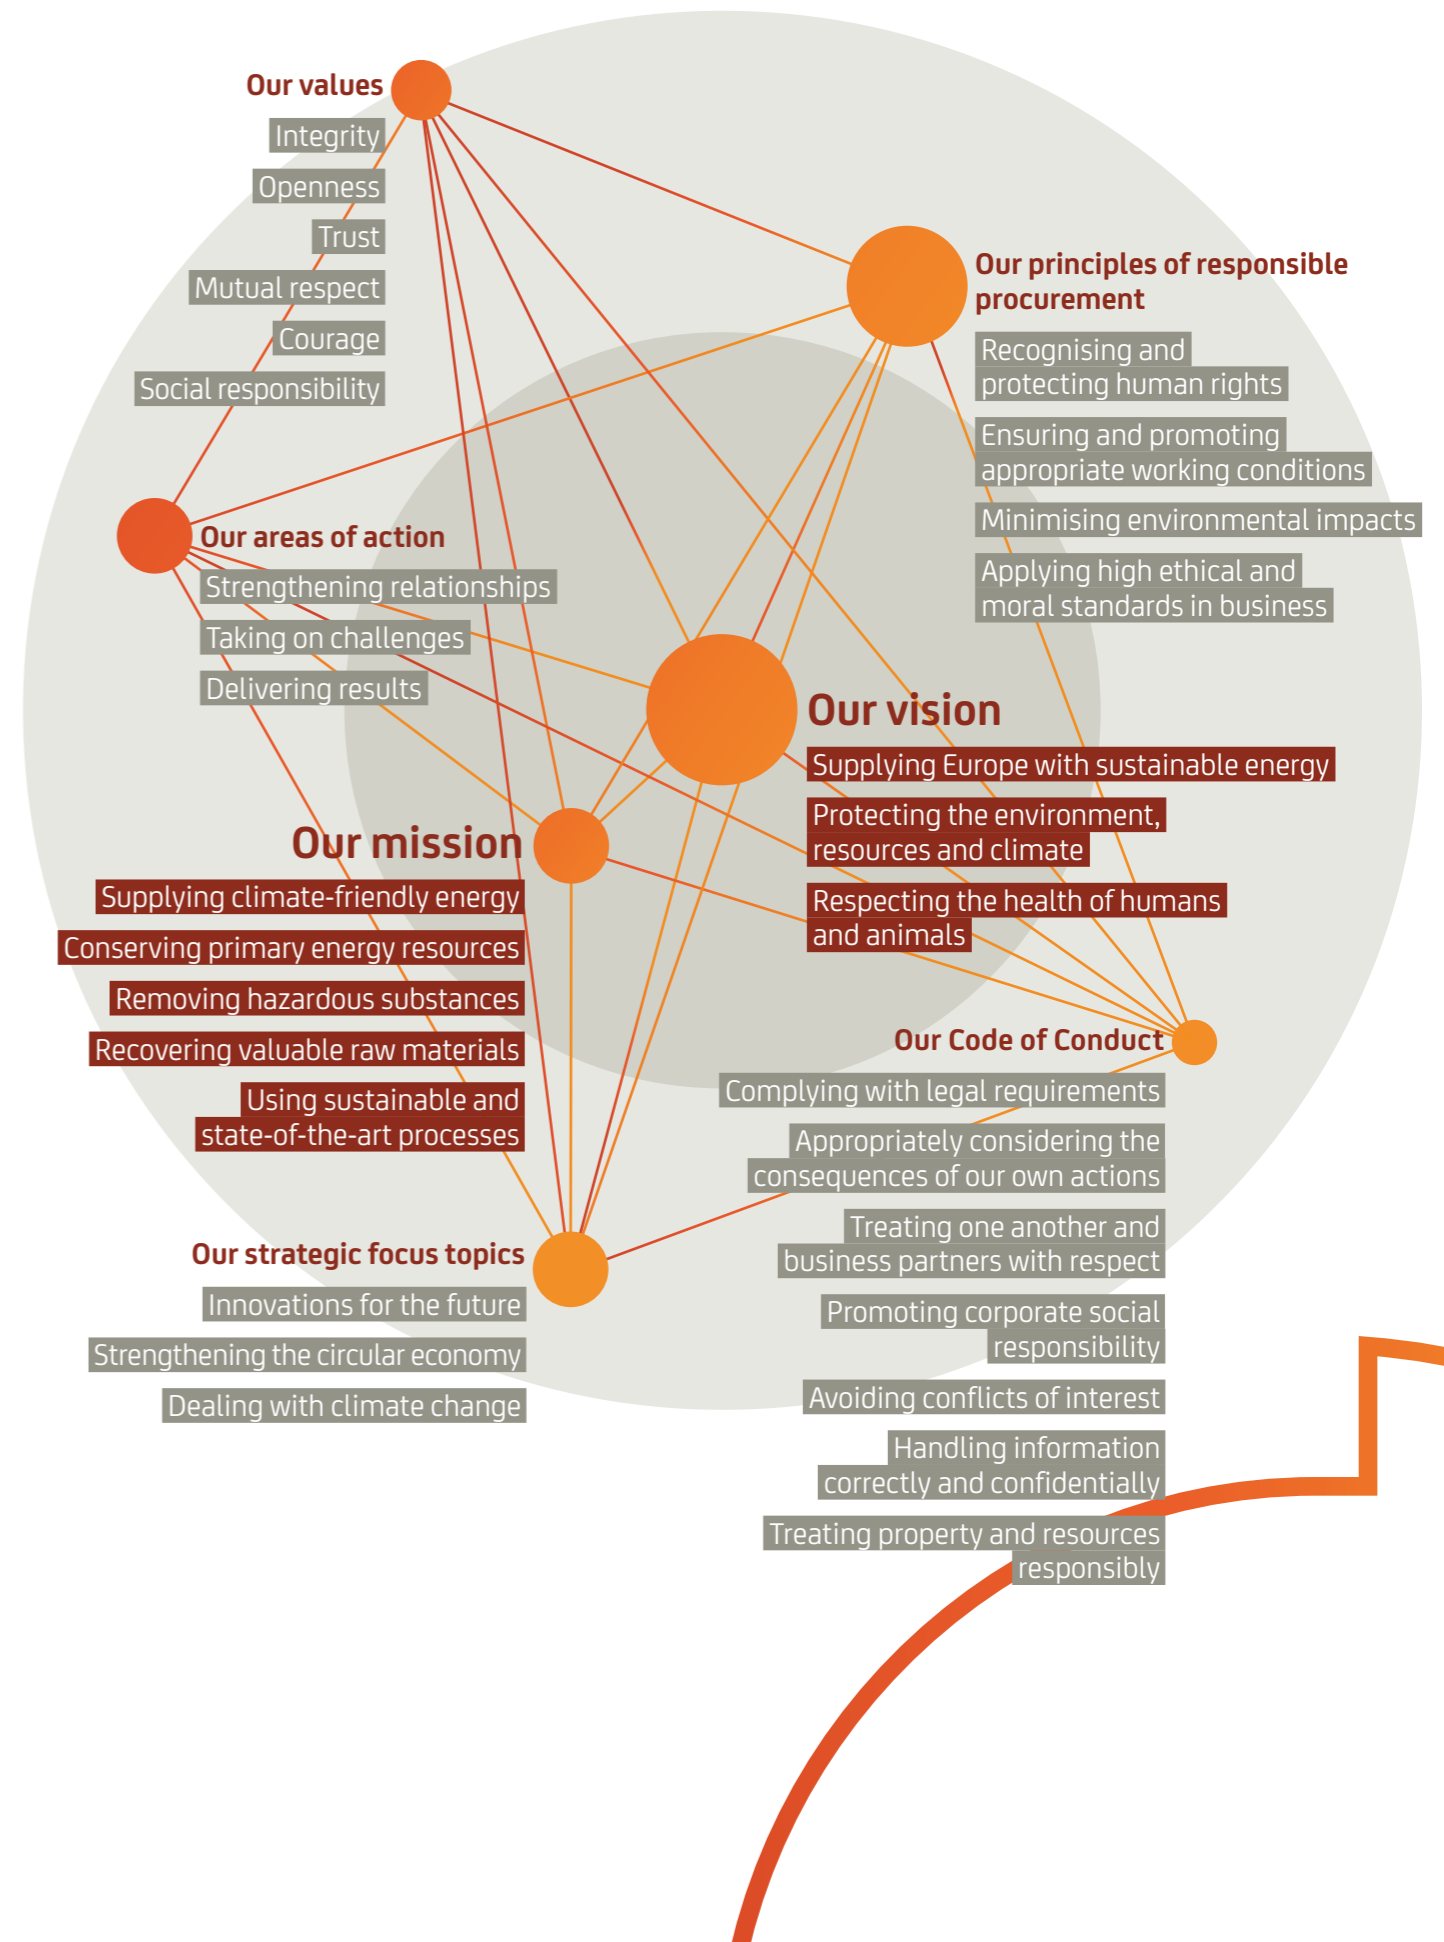 Our values
Integrity
Openness
Trust
Mutual respect
Courage
Social responsibility
Our principles of responsible
procurement
Recognising and
protecting human rights
Ensuring and promoting
appropriate working conditions
Minimising environmental impacts
Applying high ethical and
moral standards in business
Our areas of action
Strengthening relationships
Taking on challenges
Delivering results
Our vision
Supplying Europe with sustainable energy
Protecting the environment,
resources and climate
Respecting the health of humans
and animals
Our mission
Supplying climate-friendly energy
Conserving primary energy resources
Removing hazardous substances
Recovering valuable raw materials
Using sustainable and
state-of-the-art processes
Our Code of Conduct
Complying with legal requirements
Appropriately considering the
consequences of our own actions
Treating one another and
business partners with respect
Promoting corporate social
responsibility
Avoiding conflicts of interest
Handling information
correctly and confidentially
Treating property and resources
responsibly
Our strategic focus topics
Innovations for the future
Strengthening the circular economy
Dealing with climate change